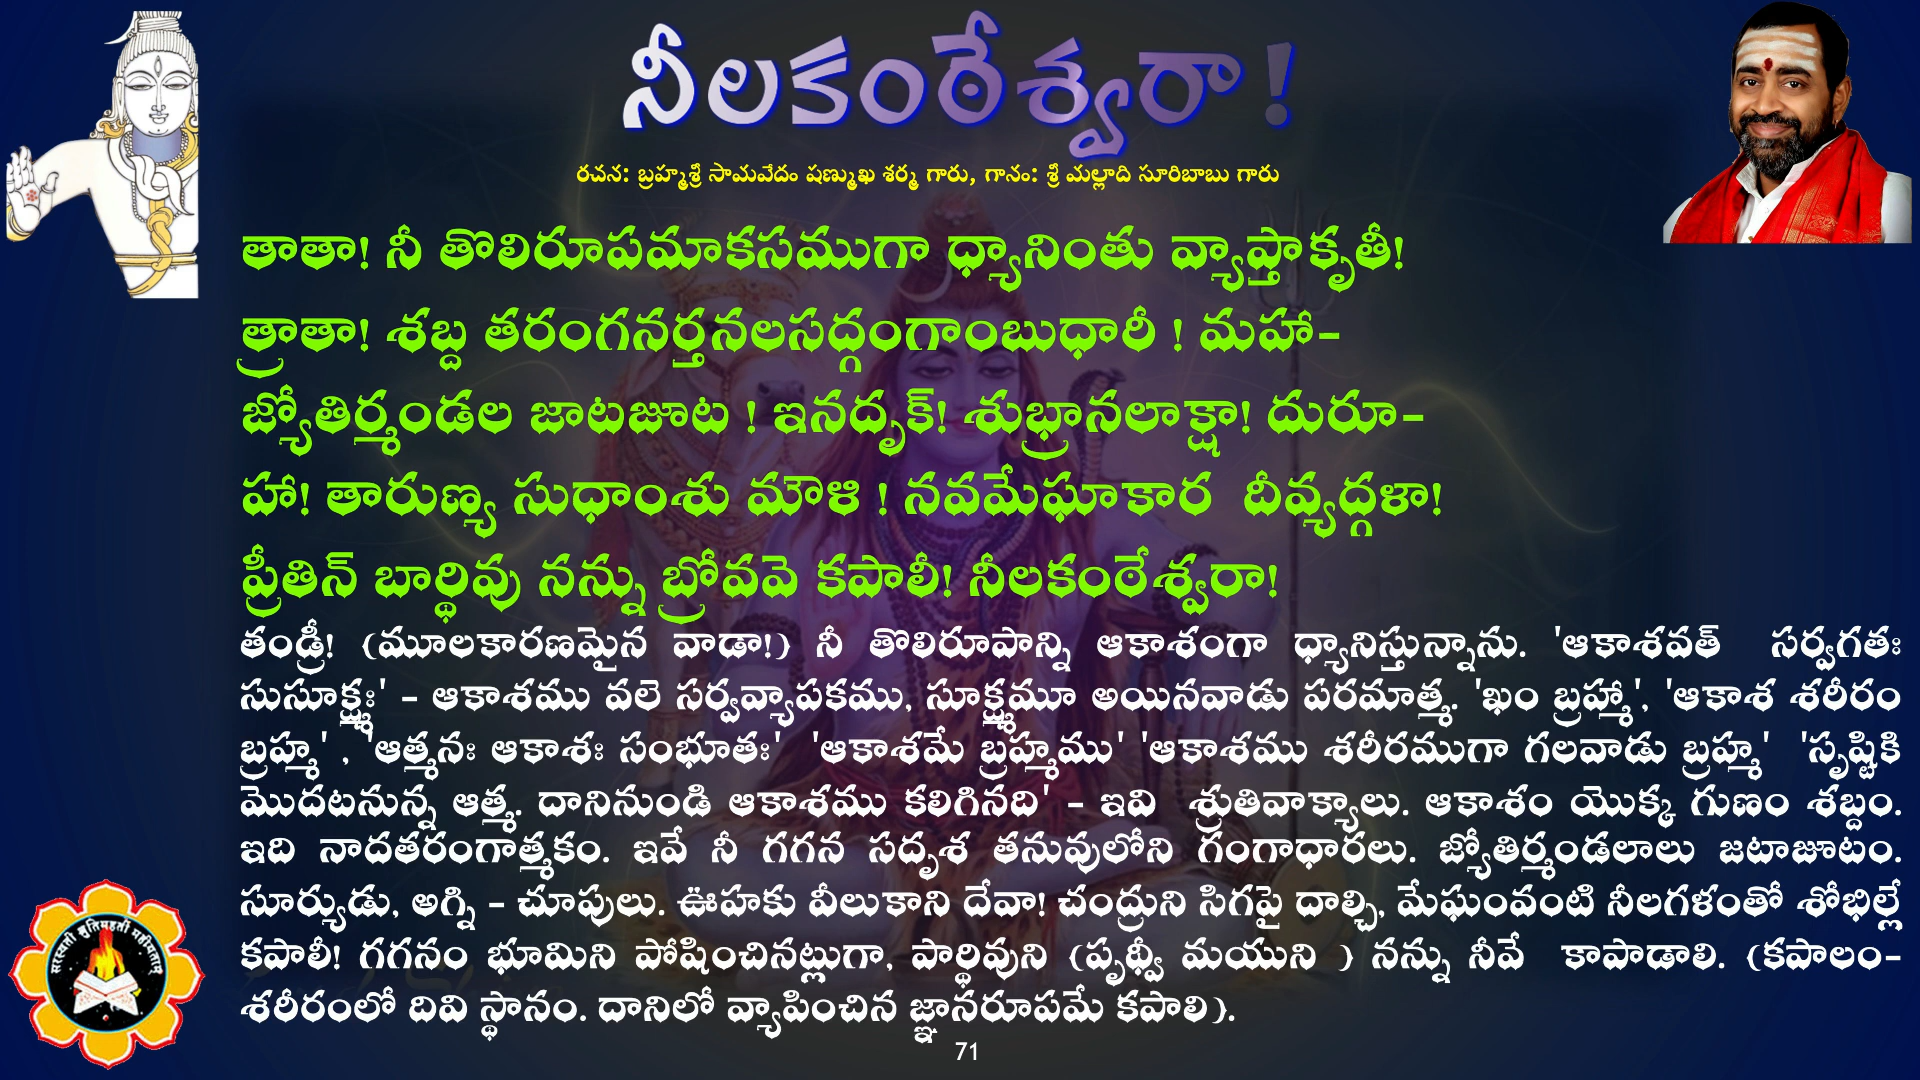 నీలకంఠేశ్వరా!
రచన: బ్రహ్మశ్రీ సామవేదం షణ్ముఖ శర్మ గారు, గానం: శ్రీ మల్లాది సూరిబాబు గారు
తాతా! నీ తొలిరూపమాకసముగా ధ్యానింతు వ్యాప్తాకృతీ!
త్రాతా! శబ్ద తరంగనర్తనలసద్గంగాంబుధారీ ! మహా-
జ్యోతిర్మండల జాటజూట ! ఇనదృక్! శుభ్రానలాక్షా! దురూ-
హా! తారుణ్య సుధాంశు మౌళి ! నవమేఘాకార దీవ్యద్గళా!
ప్రీతిన్ బార్థివు నన్ను బ్రోవవె కపాలీ! నీలకంఠేశ్వరా!
తండ్రీ! (మూలకారణమైన వాడా!) నీ తొలిరూపాన్ని ఆకాశంగా ధ్యానిస్తున్నాను. 'ఆకాశవత్ సర్వగతః
సుసూక్ష్మః' - ఆకాశము వలె సర్వవ్యాపకము, సూక్ష్మమూ అయినవాడు పరమాత్మ. 'ఖం బ్రహ్మా', 'ఆకాశ శరీరం
బ్రహ్మ' , 'ఆత్మనః ఆకాశః సంభూతః' 'ఆకాశమే బ్రహ్మము' 'ఆకాశము శరీరముగా గలవాడు బ్రహ్మ' 'సృష్టికి
మొదటనున్న ఆత్మ. దానినుండి ఆకాశము కలిగినది' - ఇవి శ్రుతివాక్యాలు. ఆకాశం యొక్క గుణం శబ్దం.
ఇది నాదతరంగాత్మకం. ఇవే నీ గగన సదృశ తనువులోని గంగాధారలు. జ్యోతిర్మండలాలు జటాజూటం.
సూర్యుడు, అగ్ని - చూపులు. ఊహకు వీలుకాని దేవా! చంద్రుని సిగపై దాల్చి, మేఘంవంటి నీలగళంతో శోభిల్లే
కపాలీ! గగనం భూమిని పోషించినట్లుగా, పార్థివుని (పృథ్వీ మయుని ) నన్ను నీవే కాపాడాలి. (కపాలం-
శరీరంలో దివి స్థానం. దానిలో వ్యాపించిన జ్ఞానరూపమే కపాలి).
71
सरस्वती श्रुतिमहती महीयताम्